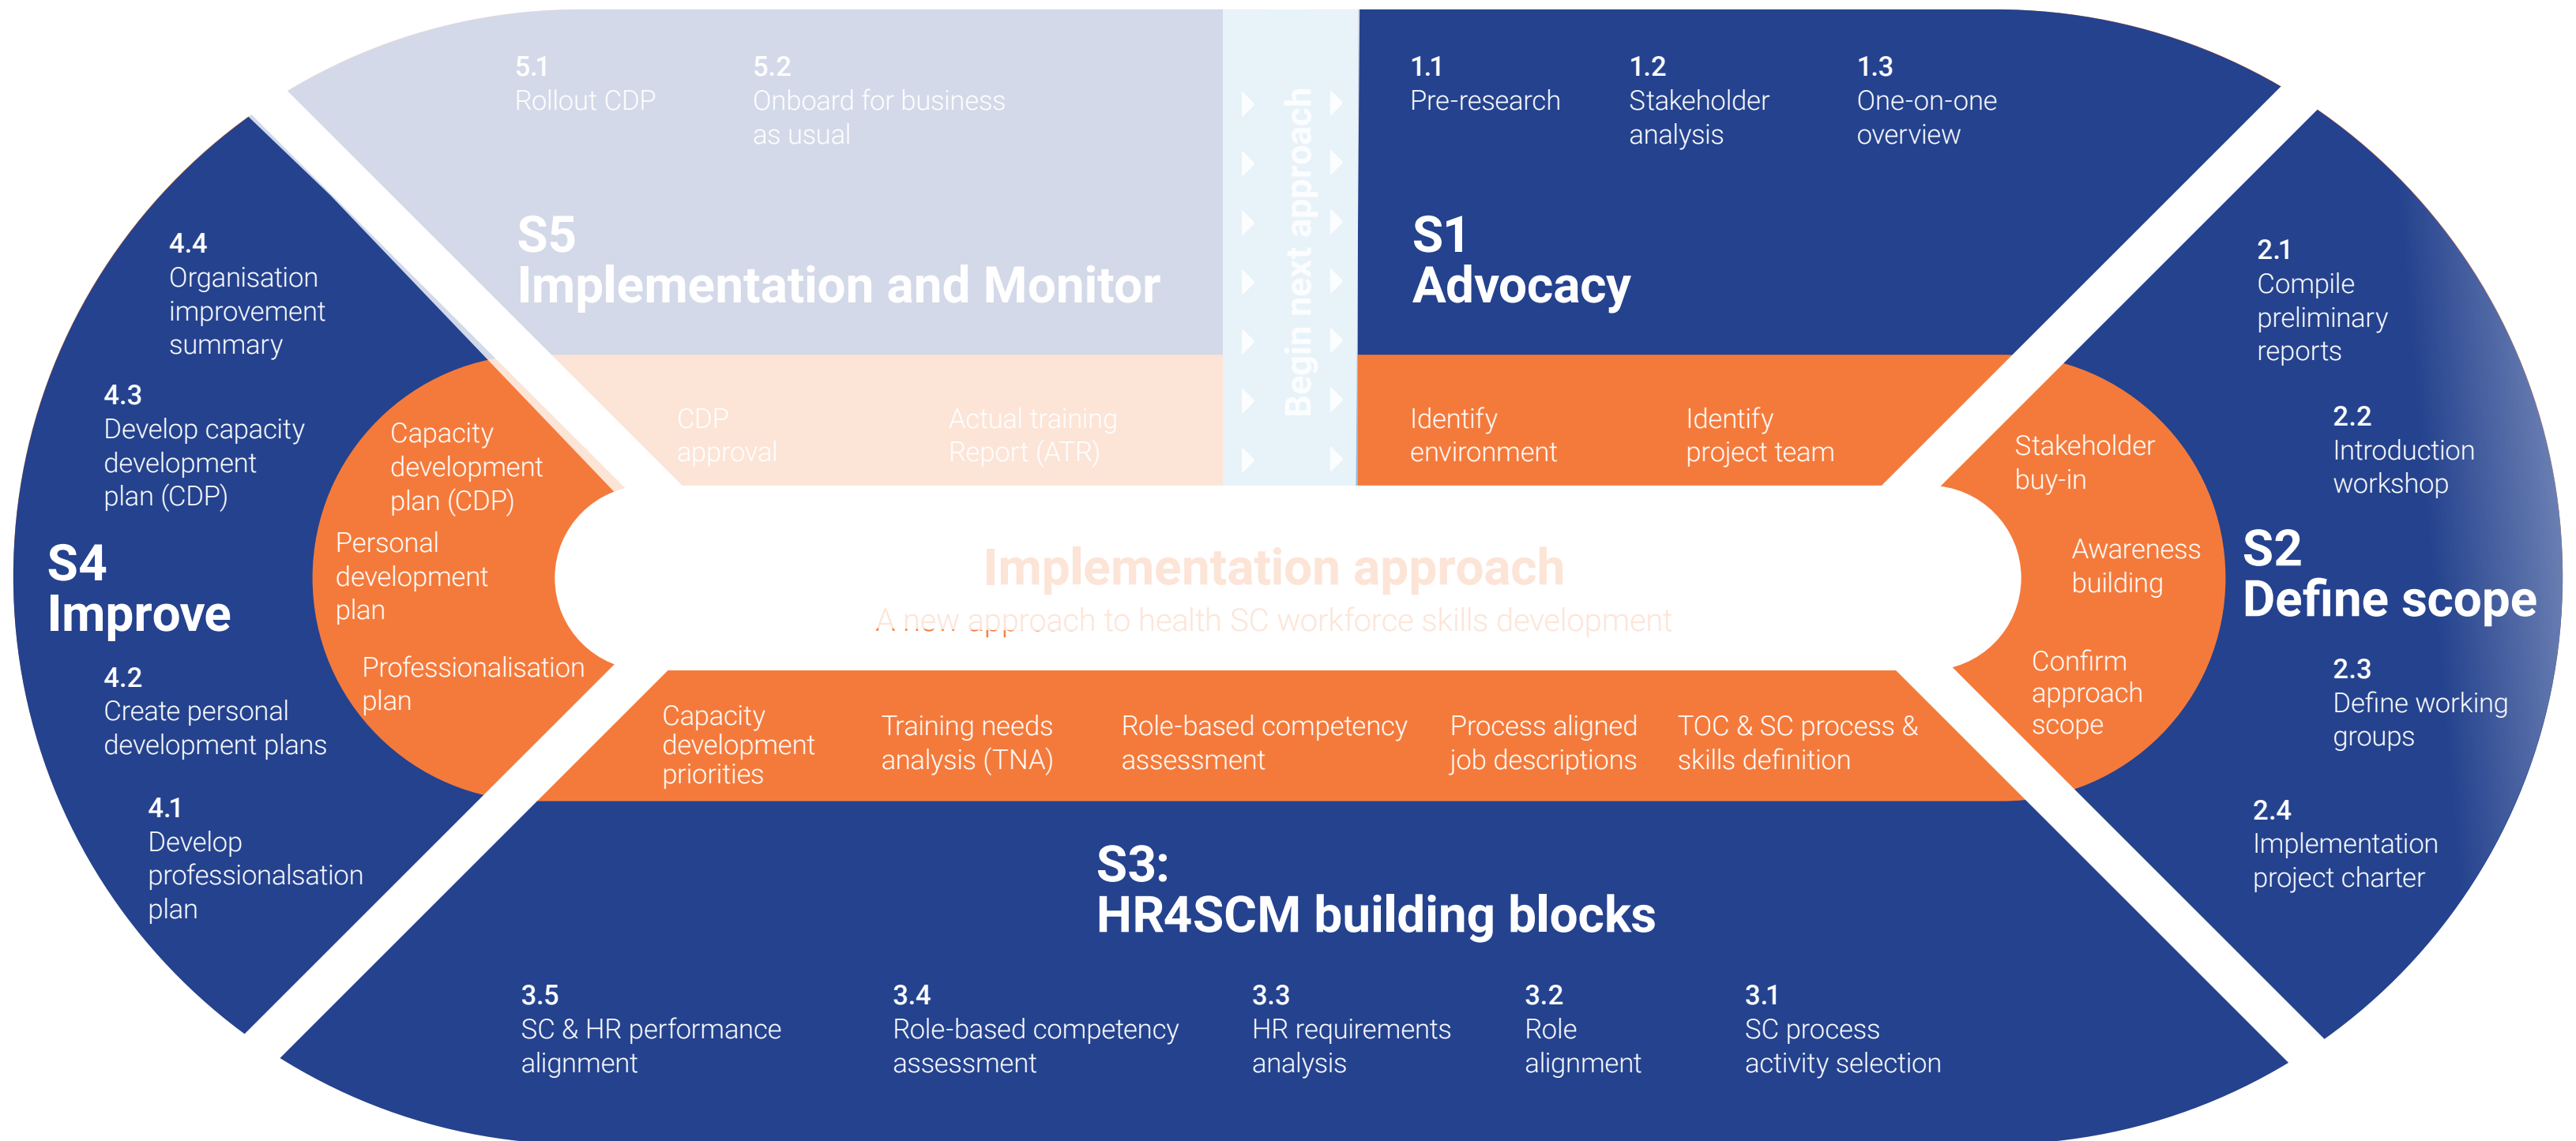 5.1
Rollout CDP
5.2
Onboard for business
as usual
S5
Implementation and Monitor
CDP
approval
Actual training
Report (ATR)
Begin next approach
1.1
Pre-research
1.2
Stakeholder
analysis
1.3
One-on-one
overview
S1
Advocacy
Identify
environment
Identify
project team
2.1
Compile
preliminary
reports
2.2
Introduction
workshop
S2
Define scope
2.3
Define working
groups
2.4
Implementation
project charter
Stakeholder
buy-in
Awareness
building
Confirm
approach
scope
Implementation approach
A new approach to health SC workforce skills development
Capacity
development
priorities
Training needs
analysis (TNA)
Role-based competency
assessment
Process aligned
job descriptions
TOC & SC process &
skills definition
S3:
HR4SCM building blocks
3.5
SC & HR performance
alignment
3.4
Role-based competency
assessment
3.3
HR requirements
analysis
3.2
Role
alignment
3.1
SC process
activity selection
4.4
Organisation
improvement
summary
4.3
Develop capacity
development
plan (CDP)
S4
Improve
4.2
Create personal
development plans
4.1
Develop
professionalsation
plan
Capacity
development
plan (CDP)
Personal
development
plan
Professionalisation
plan